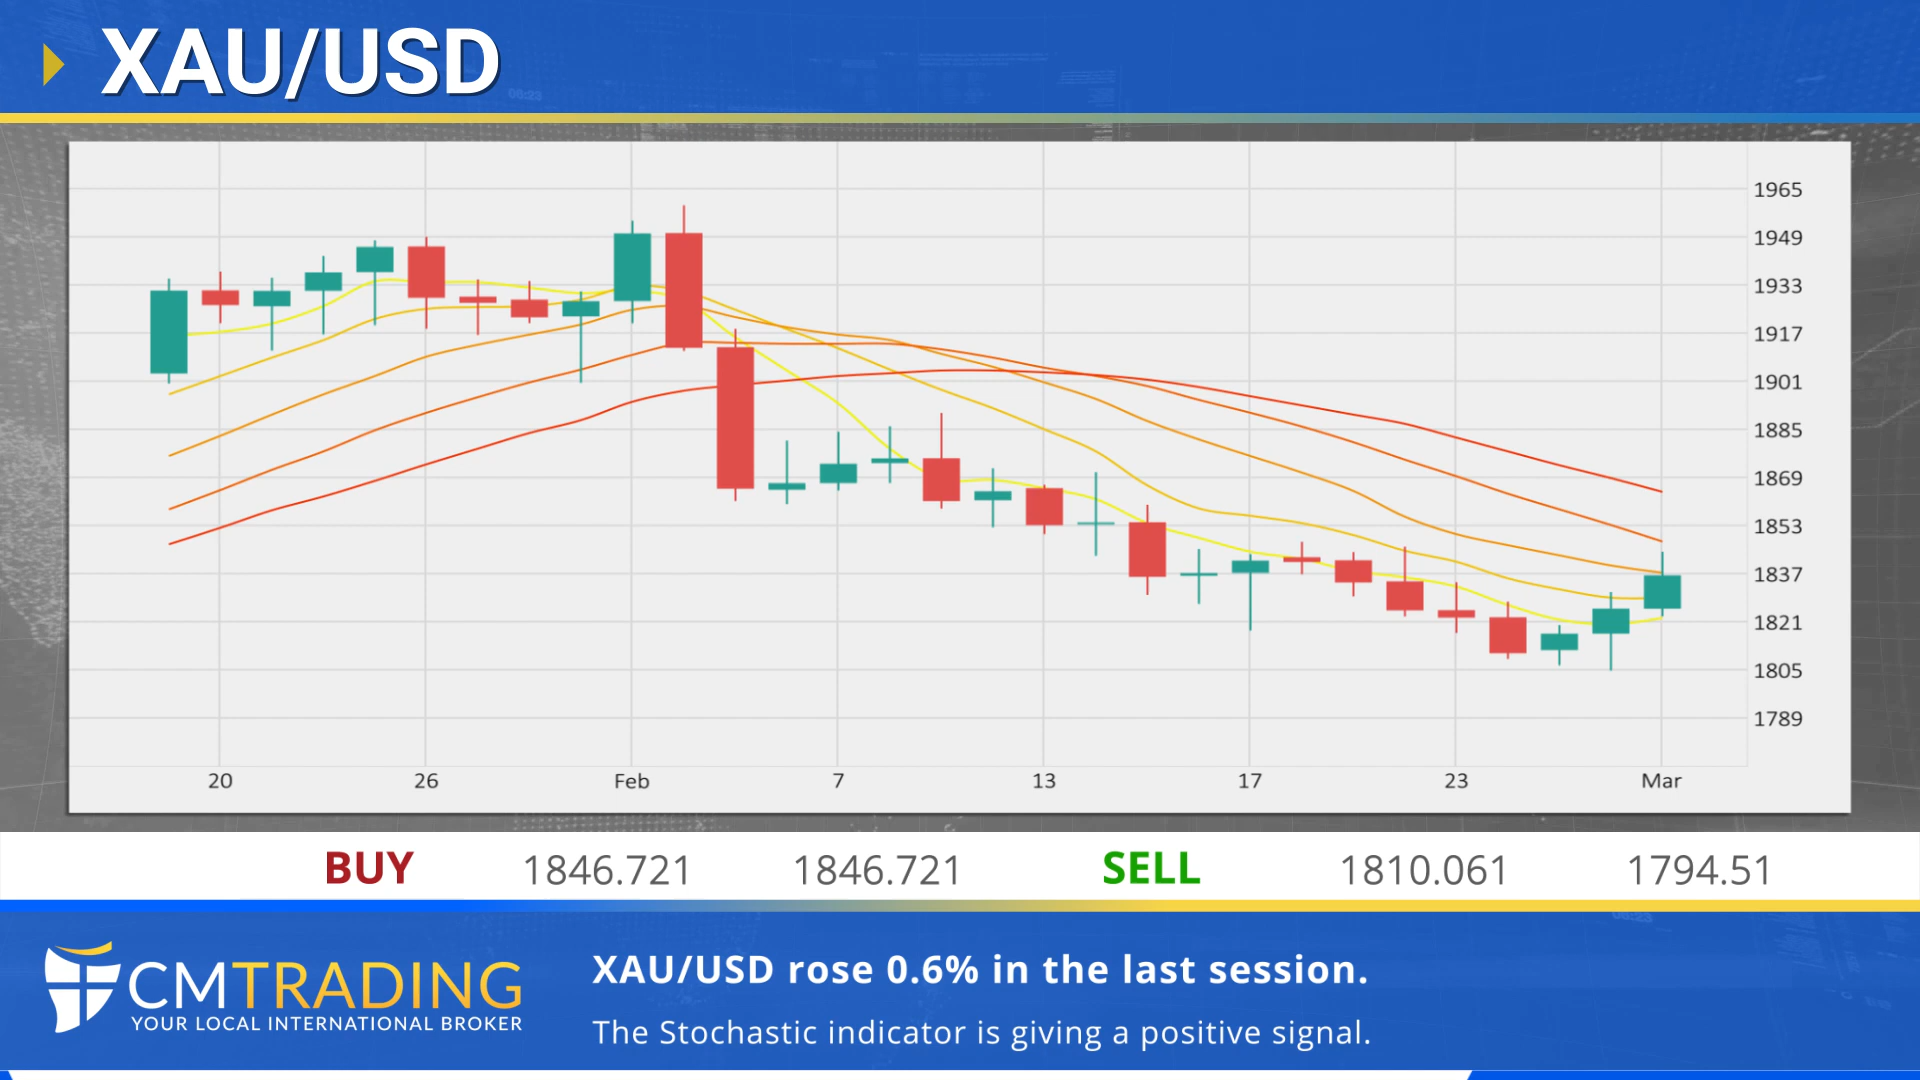 XAU/USD
1965
1949
1933
1917
1901
1885
1869
1853
1837
1821
1805
1789
20 26 Feb 7 13 17 23 Mar
BUY 1846.721 1846.721 SELL 1810.061 1794.51
CMTRADING
YOUR LOCAL INTERNATIONAL BROKER
XAU/USD rose 0.6% in the last session.
The Stochastic indicator is giving a positive signal.